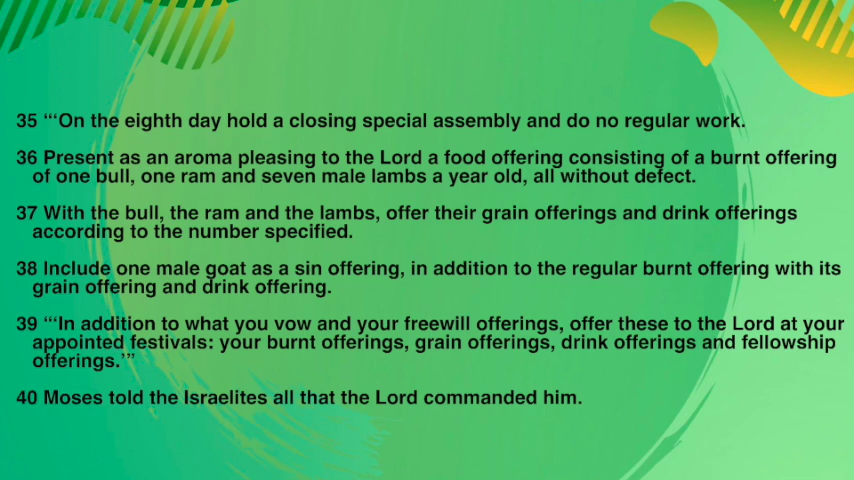 35 “‘On the eighth day hold a closing special assembly and do no regular work.
36 Present as an aroma pleasing to the Lord a food offering consisting of a burnt offering
of one bull, one ram and seven male lambs a year old, all without defect.
37 With the bull, the ram and the lambs, offer their grain offerings and drink offerings
according to the number specified.
38 Include one male goat as a sin offering, in addition to the regular burnt offering with its
grain offering and drink offering.
39 “‘In addition to what you vow and your freewill offerings, offer these to the Lord at your
appointed festivals: your burnt offerings, grain offerings, drink offerings and fellowship
offerings.’”
40 Moses told the Israelites all that the Lord commanded him.